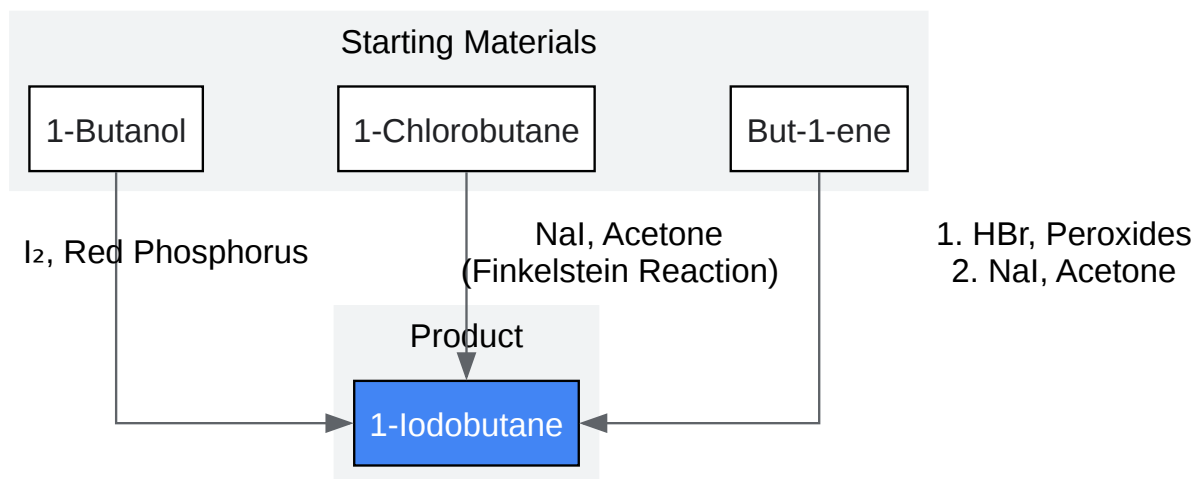 Starting Materials
1-Butanol
1-Chlorobutane
But-1-ene
I₂, Red Phosphorus
NaI, Acetone
(Finkelstein Reaction)
1. HBr, Peroxides
2. NaI, Acetone
Product
1-Iodobutane